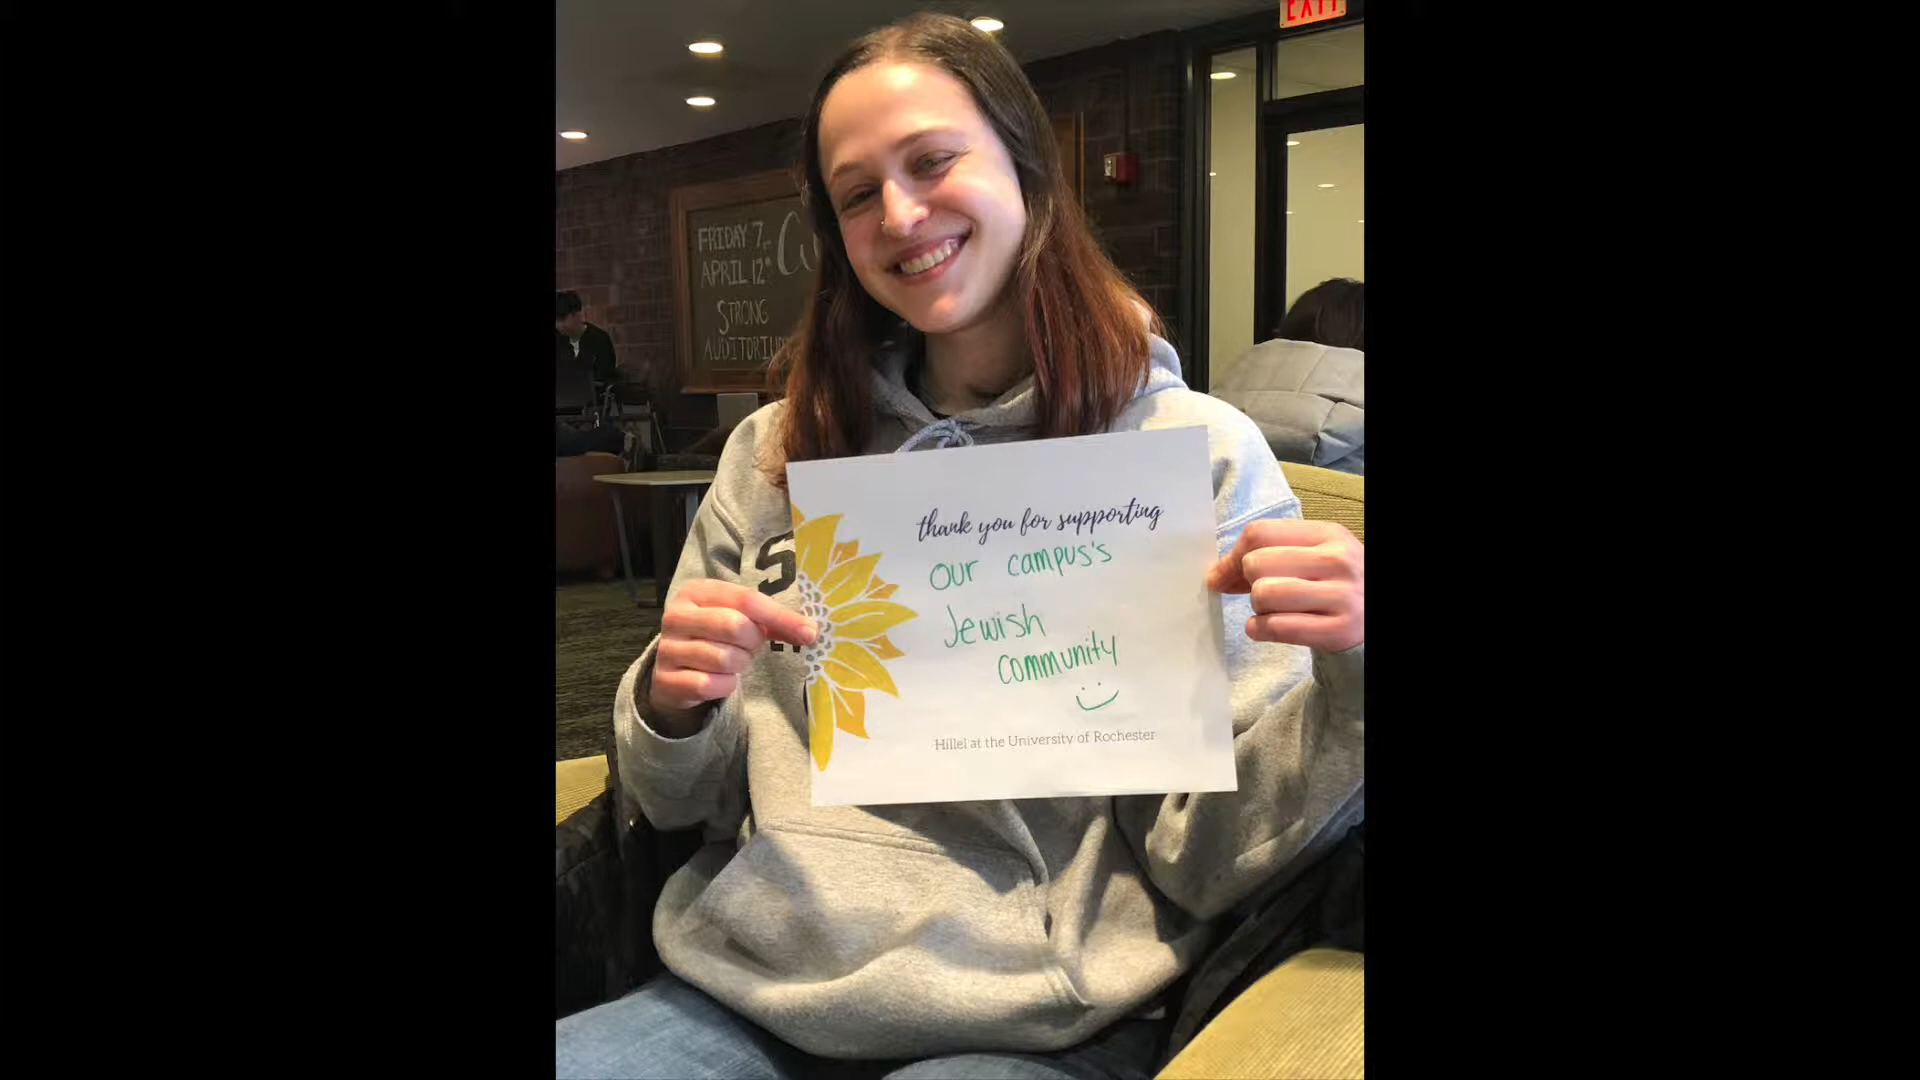 EXIT
FRIDAY 7
APRIL 12
STRONG
AUDITORIUM
thank you for supporting
our campus's
Jewish
community
Hillel at the University of Rochester
S